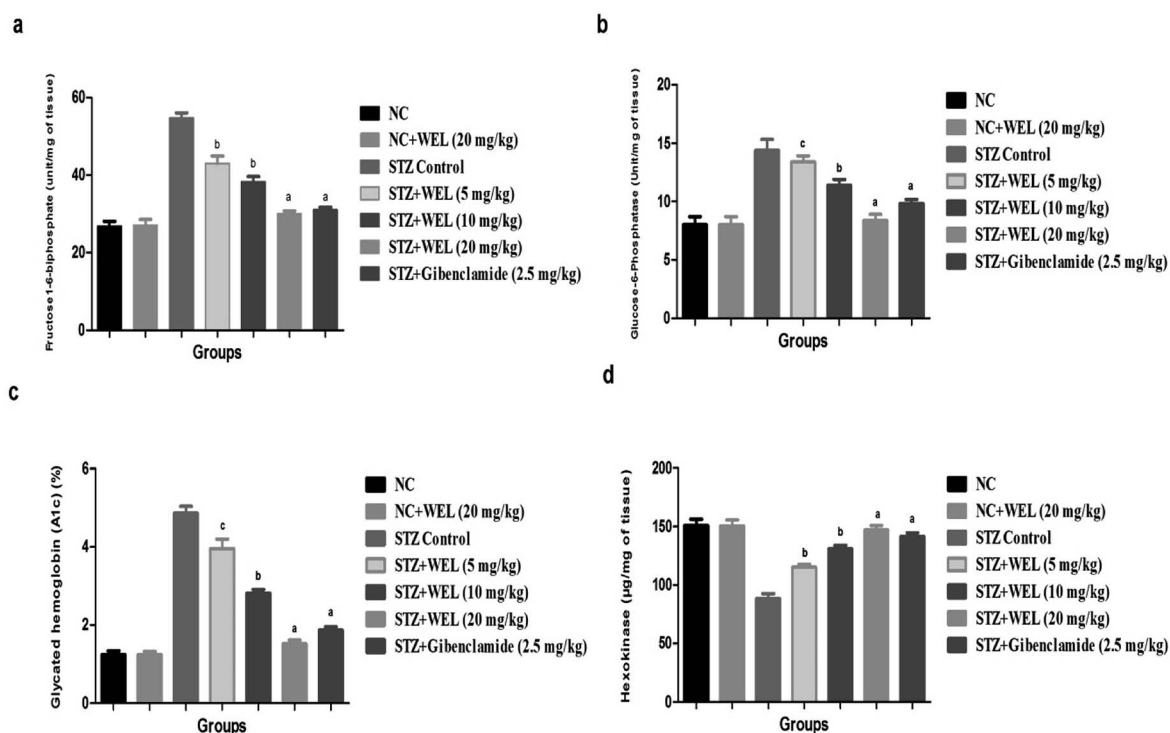 a
Fructose1-6-biphosphate (unit/mg of tissue)
60
40
20
0
b
b
a
a
Groups
NC
NC+WEL (20 mg/kg)
STZ Control
STZ+WEL (5 mg/kg)
STZ+WEL (10 mg/kg)
STZ+WEL (20 mg/kg)
STZ+Gibenclamide (2.5 mg/kg)
b
Glucose-6-Phosphatase (Unit/mg of tissue)
20
15
10
5
0
c
b
a
a
Groups
NC
NC+WEL (20 mg/kg)
STZ Control
STZ+WEL (5 mg/kg)
STZ+WEL (10 mg/kg)
STZ+WEL (20 mg/kg)
STZ+Gibenclamide (2.5 mg/kg)
c
Glycated hemoglobin (A1c) (%)
6
4
2
0
c
b
a
a
Groups
NC
NC+WEL (20 mg/kg)
STZ Control
STZ+WEL (5 mg/kg)
STZ+WEL (10 mg/kg)
STZ+WEL (20 mg/kg)
STZ+Gibenclamide (2.5 mg/kg)
d
Hexokinase (µg/mg of tissue)
200
150
100
50
0
b
b
a
a
Groups
NC
NC+WEL (20 mg/kg)
STZ Control
STZ+WEL (5 mg/kg)
STZ+WEL (10 mg/kg)
STZ+WEL (20 mg/kg)
STZ+Gibenclamide (2.5 mg/kg)